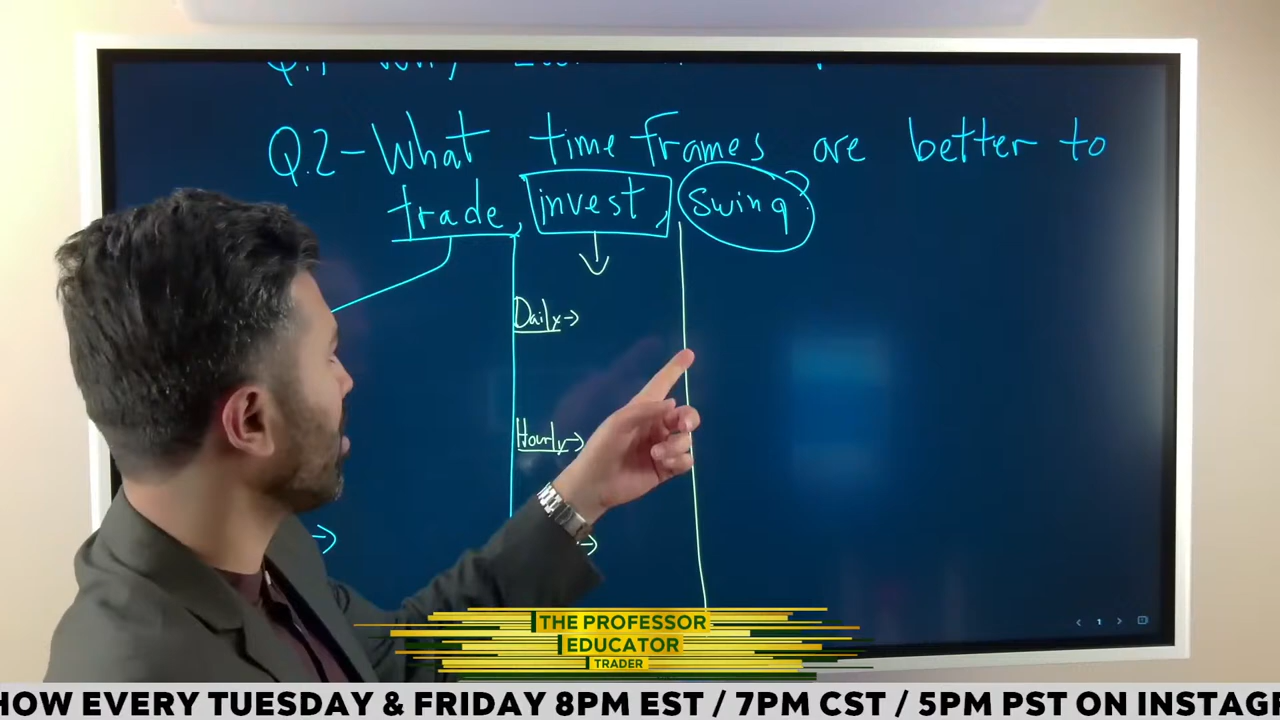 Q.2-What time frames are better to
trade, invest, swing
Daily->
Hourly->
THE PROFESSOR
EDUCATOR
TRADER
HOW EVERY TUESDAY & FRIDAY 8PM EST / 7PM CST / 5PM PST ON INSTAG
1